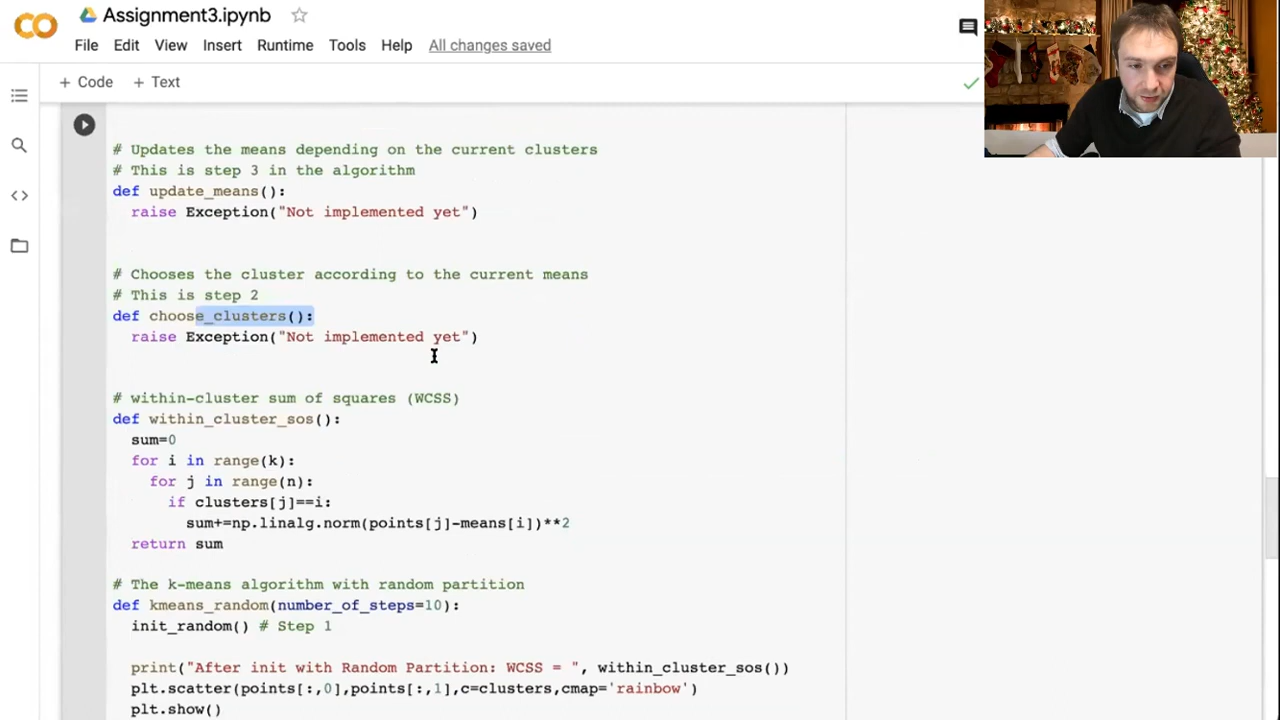 Assignment3.ipynb
File Edit View Insert Runtime Tools Help All changes saved
+ Code + Text
# Updates the means depending on the current clusters
# This is step 3 in the algorithm
def update_means():
  raise Exception("Not implemented yet")
# Chooses the cluster according to the current means
# This is step 2
def choose_clusters():
  raise Exception("Not implemented yet")
# within-cluster sum of squares (WCSS)
def within_cluster_sos():
  sum=0
  for i in range(k):
    for j in range(n):
      if clusters[j]==i:
        sum+=np.linalg.norm(points[j]-means[i])**2
  return sum
# The k-means algorithm with random partition
def kmeans_random(number_of_steps=10):
  init_random() # Step 1
  print("After init with Random Partition: WCSS = ", within_cluster_sos())
  plt.scatter(points[:,0],points[:,1],c=clusters,cmap='rainbow')
  plt.show()